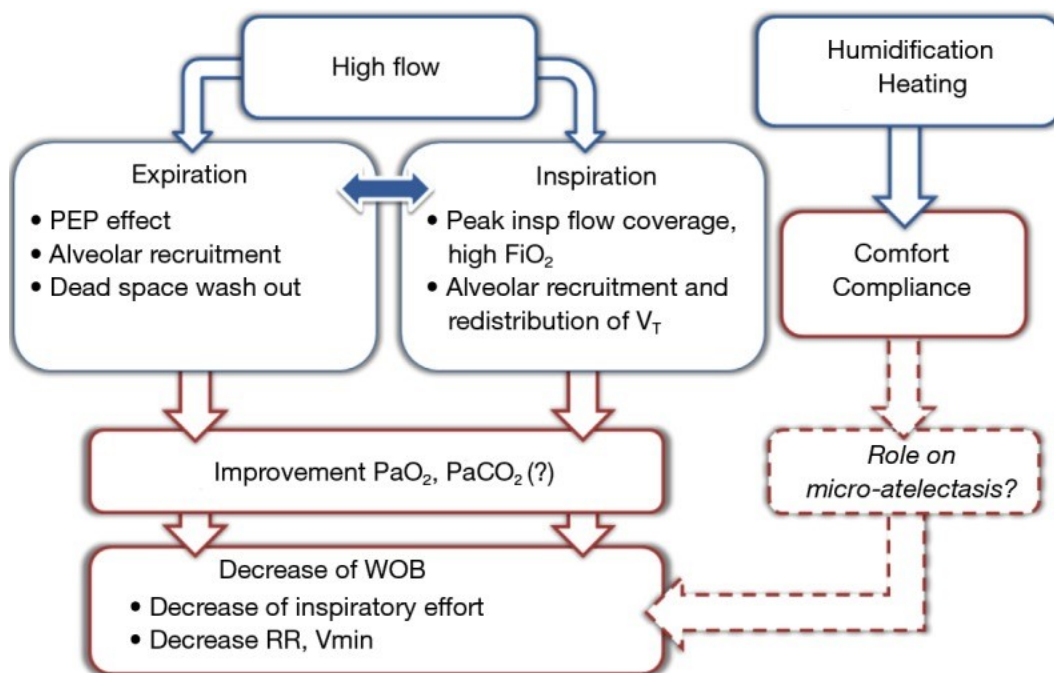 High flow
Humidification
Heating
Expiration
• PEP effect
• Alveolar recruitment
• Dead space wash out
Inspiration
• Peak insp flow coverage,
high FiO₂
• Alveolar recruitment and
redistribution of V_T
Comfort
Compliance
Improvement PaO₂, PaCO₂ (?)
Role on
micro-atelectasis?
Decrease of WOB
• Decrease of inspiratory effort
• Decrease RR, Vmin